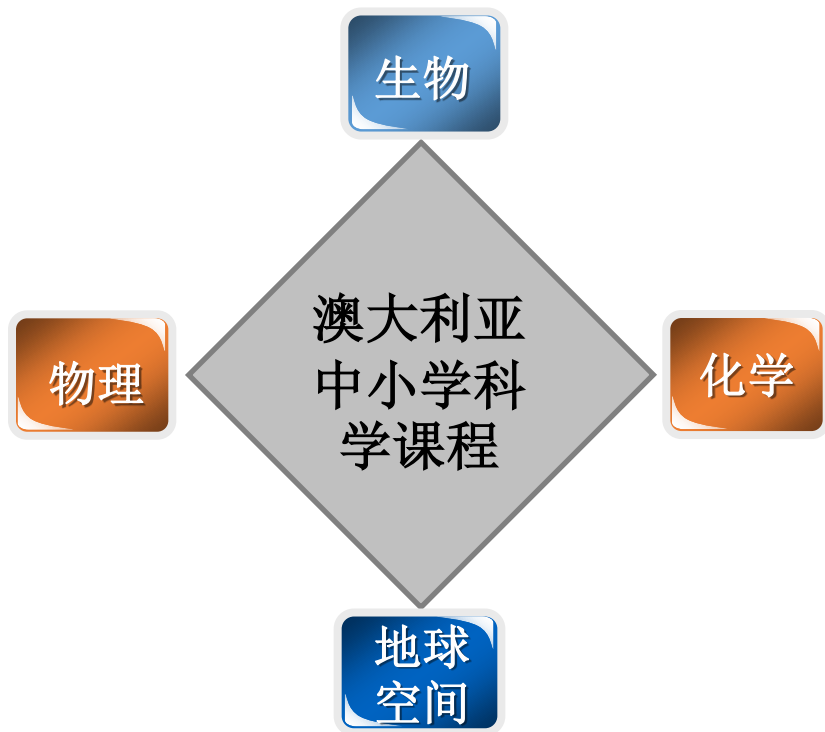 生物
澳大利亚
中小学科
学课程
物理
化学
地球
空间